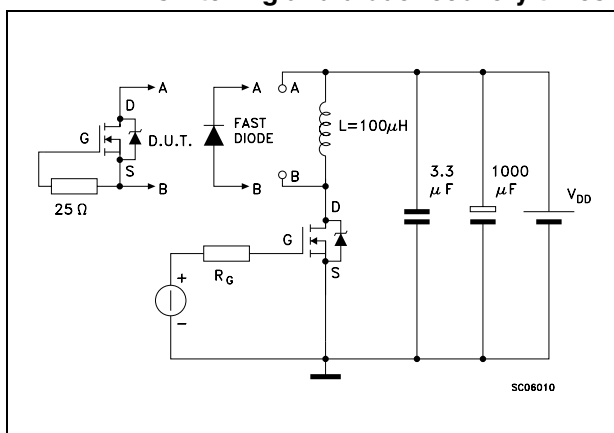 A
D
G
D.U.T.
S
B
25 Ω
A
FAST
DIODE
B
A
L=100μH
B
D
G
S
R_G
+
-
3.3
μF
1000
μF
V_DD
SC06010